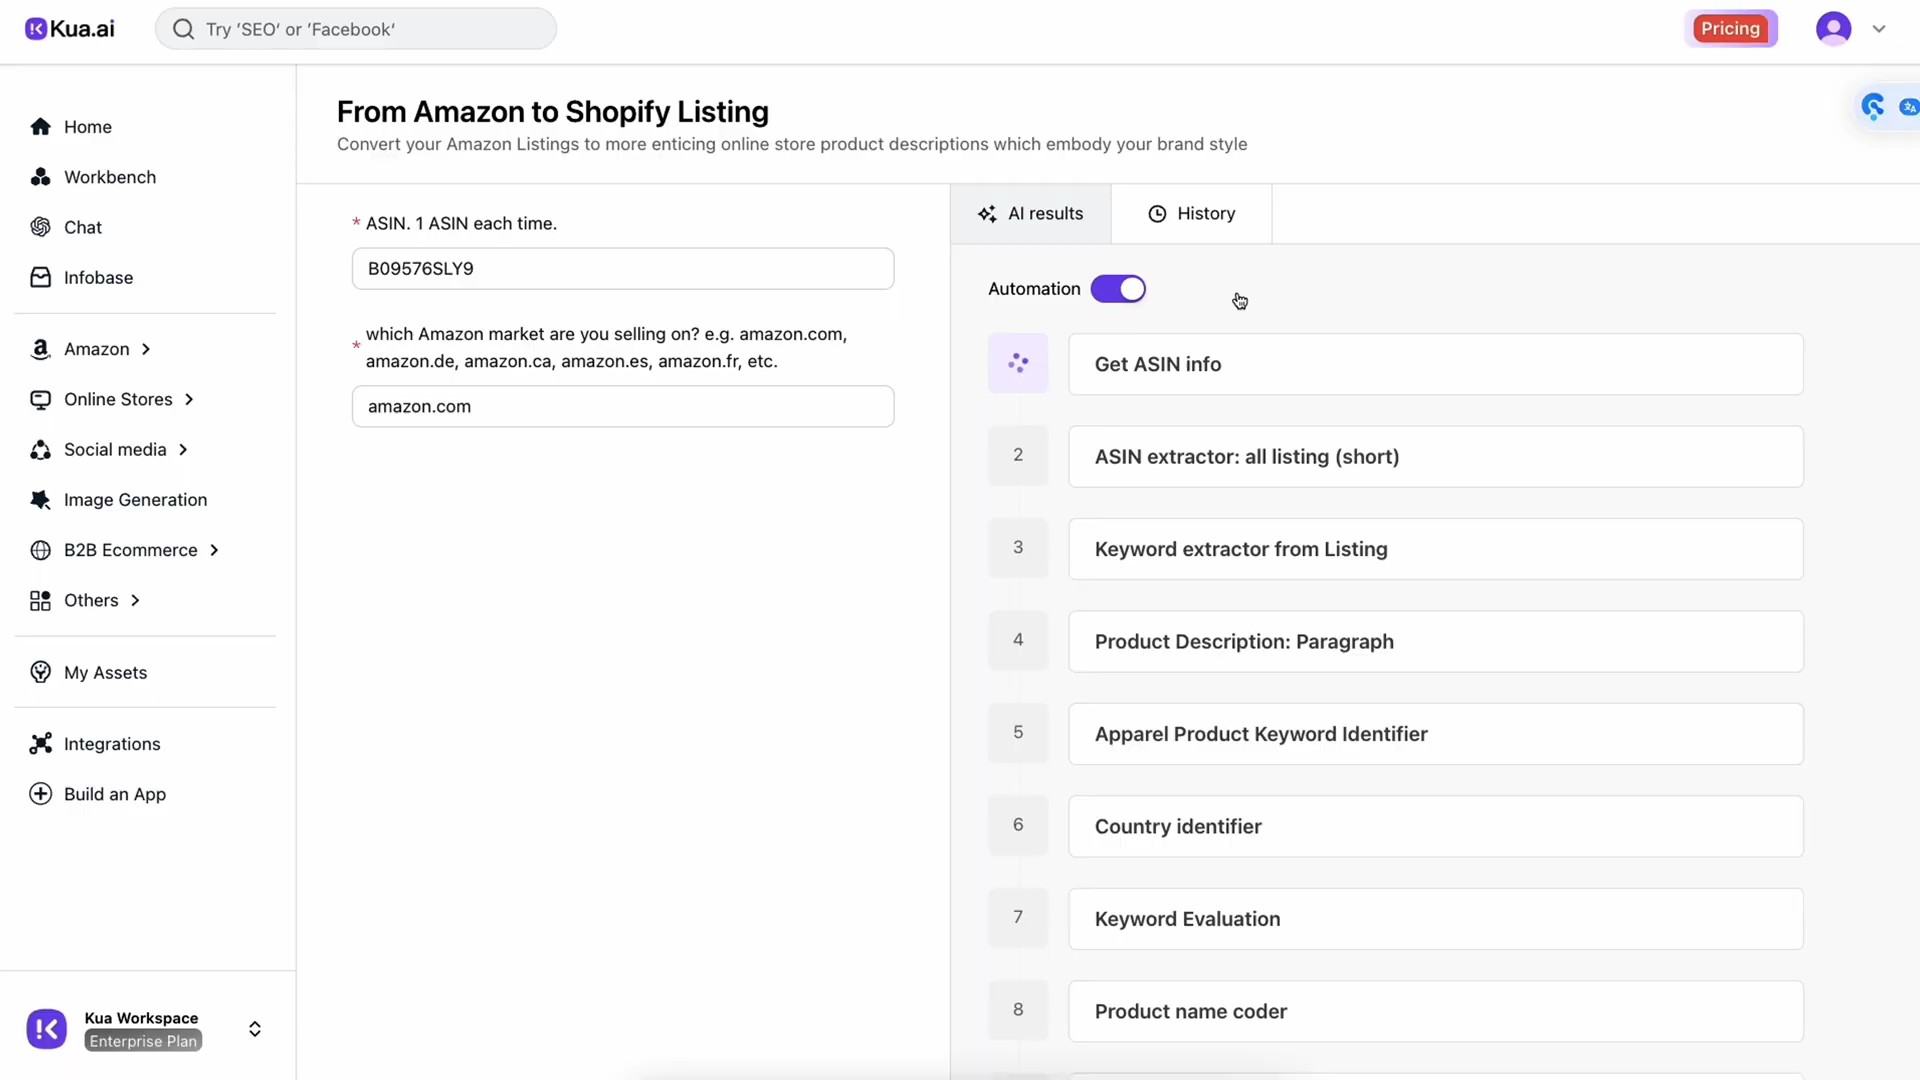 Kua.ai
Try 'SEO' or 'Facebook'
Pricing
Home
Workbench
Chat
Infobase
Amazon
Online Stores
Social media
Image Generation
B2B Ecommerce
Others
My Assets
Integrations
Build an App
Kua Workspace
Enterprise Plan
From Amazon to Shopify Listing
Convert your Amazon Listings to more enticing online store product descriptions which embody your brand style
* ASIN. 1 ASIN each time.
B09576SLY9
* which Amazon market are you selling on? e.g. amazon.com,
amazon.de, amazon.ca, amazon.es, amazon.fr, etc.
amazon.com
AI results
History
Automation
Get ASIN info
2 ASIN extractor: all listing (short)
3 Keyword extractor from Listing
4 Product Description: Paragraph
5 Apparel Product Keyword Identifier
6 Country identifier
7 Keyword Evaluation
8 Product name coder